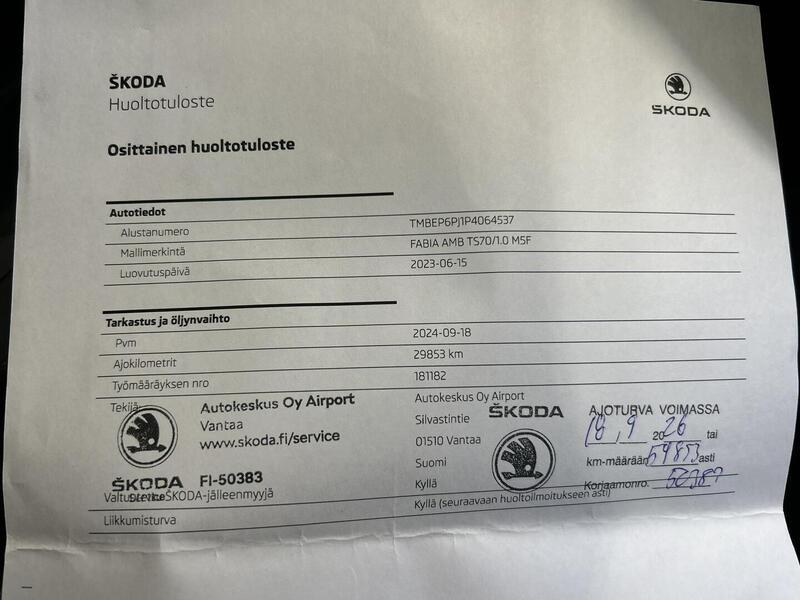 ŠKODA
Huoltotuloste
ŠKODA
Osittainen huoltotuloste
Autotiedot
Alustanumero TMBEP6PJ1P4064537
Mallimerkintä FABIA AMB TS70/1.0 M5F
Luovutuspäivä 2023-06-15
Tarkastus ja öljynvaihto
Pvm 2024-09-18
Ajokilometrit 29853 km
Työmääräyksen nro 181182
Tekijä
Autokeskus Oy Airport
Vantaa
www.skoda.fi/service
ŠKODA
Service
FI-50383
Autokeskus Oy Airport
Silvastintie
01510 Vantaa
Suomi
ŠKODA
AJOTURVA VOIMASSA
18,9 2026 tai
km-määrään 59853 asti
Korjaamonro. 50383
Valtuutettu ŠKODA-jälleenmyyjä Kyllä
Liikkumisturva Kyllä (seuraavaan huoltoilmoitukseen asti)